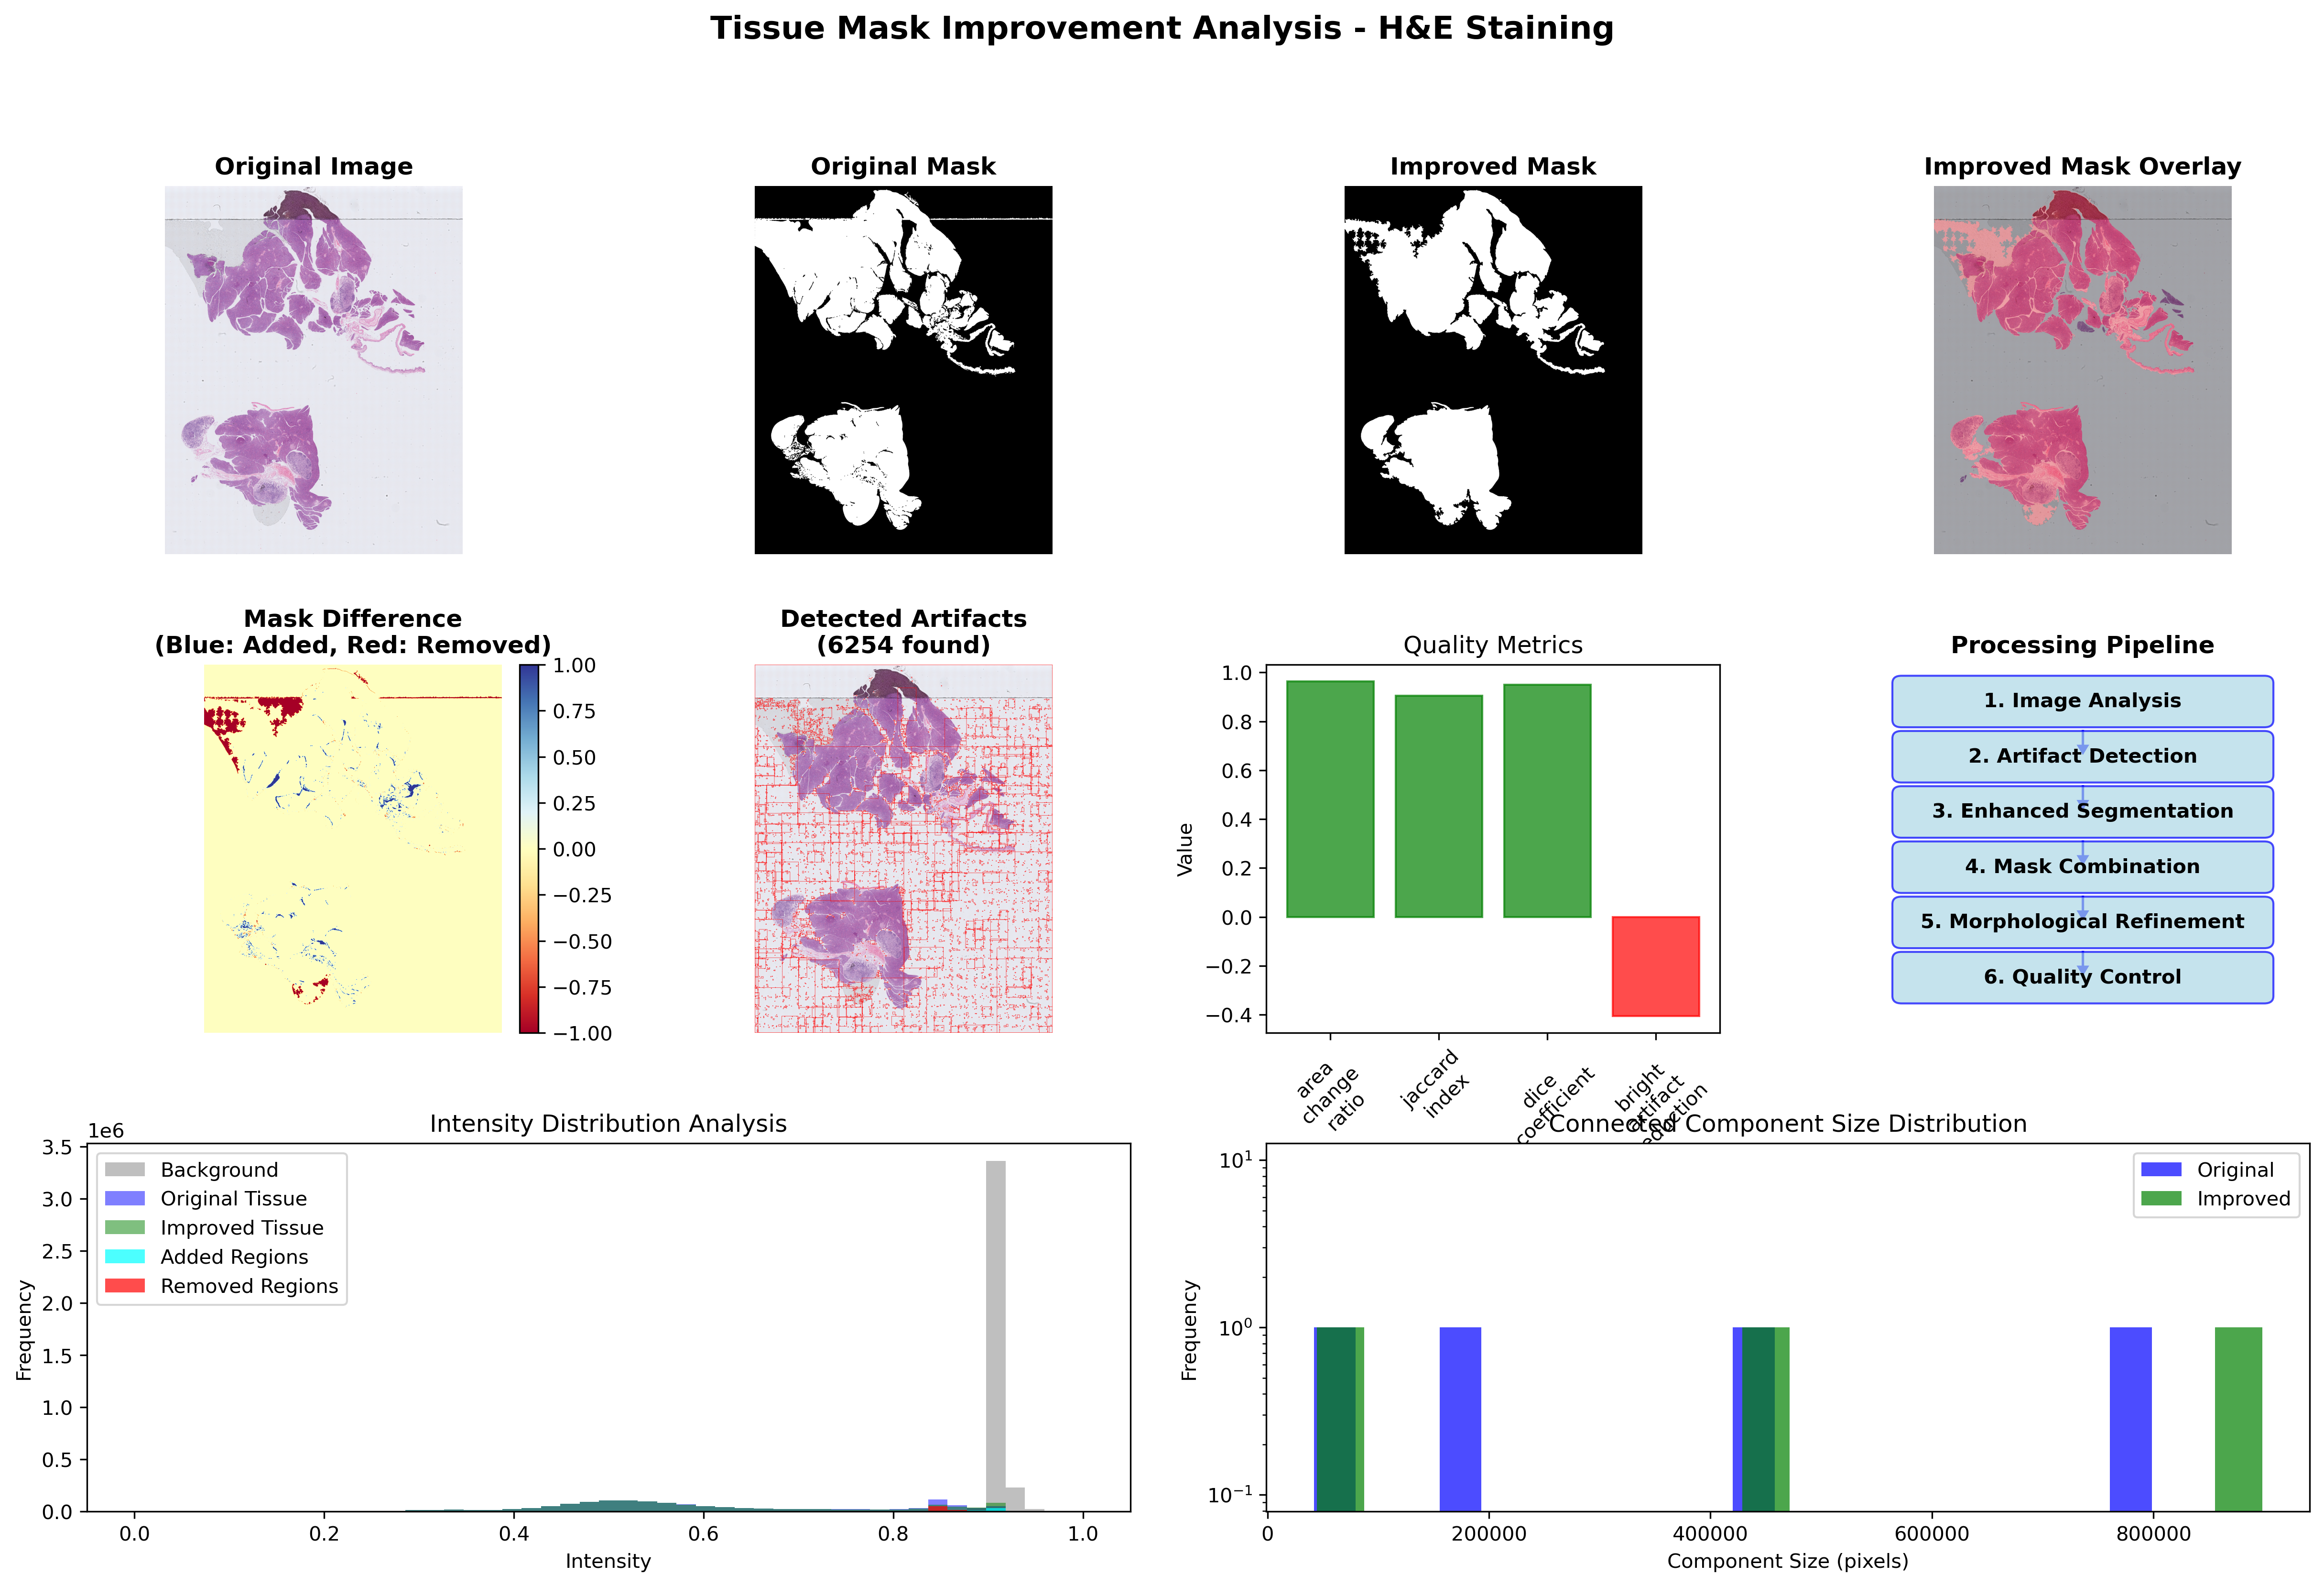 Tissue Mask Improvement Analysis - H&E Staining
Original Image
Original Mask
Improved Mask
Improved Mask Overlay
Mask Difference
(Blue: Added, Red: Removed)
1.00
0.75
0.50
0.25
0.00
−0.25
−0.50
−0.75
−1.00
Detected Artifacts
(6254 found)
Quality Metrics
Value
1.0
0.8
0.6
0.4
0.2
0.0
−0.2
−0.4
area
change
ratio
jaccard
index
dice
coefficient
bright
artifact
Processing Pipeline
1. Image Analysis
2. Artifact Detection
3. Enhanced Segmentation
4. Mask Combination
5. Morphological Refinement
6. Quality Control
Intensity Distribution Analysis
1e6
Frequency
3.5
3.0
2.5
2.0
1.5
1.0
0.5
0.0
Background
Original Tissue
Improved Tissue
Added Regions
Removed Regions
0.0
0.2
0.4
0.6
0.8
1.0
Intensity
Connected Component Size Distribution
Frequency
10¹
10⁰
10⁻¹
Original
Improved
0
200000
400000
600000
800000
Component Size (pixels)